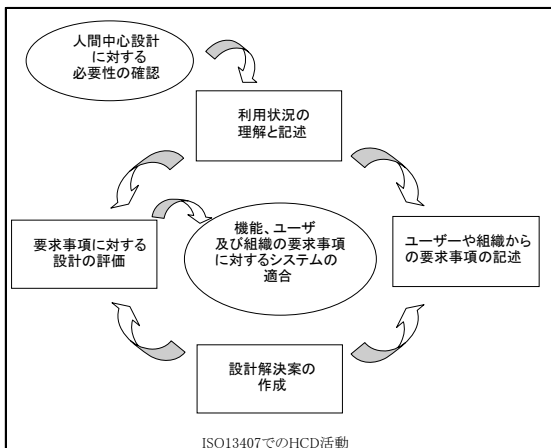 人間中心設計
に対する
必要性の確認
利用状況の
理解と記述
要求事項に対する
設計の評価
機能、ユーザ
及び組織の要求事項
に対するシステムの
適合
ユーザーや組織から
の要求事項の記述
設計解決案の
作成
ISO13407でのHCD活動